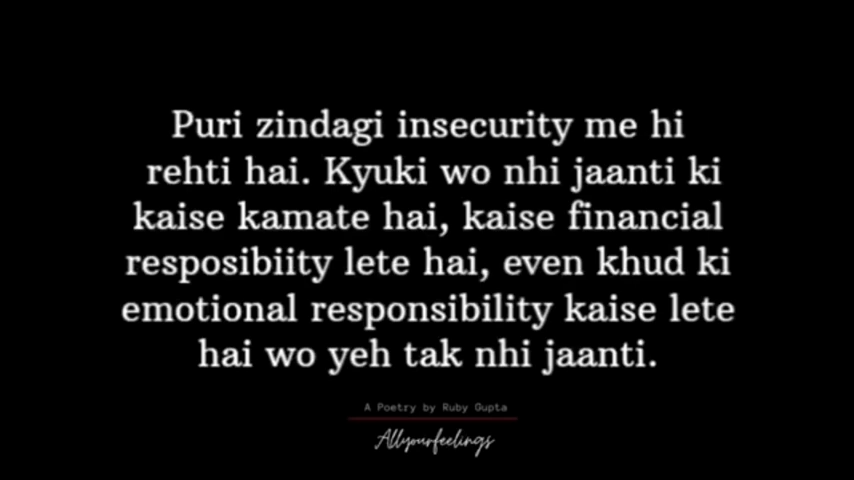 Puri zindagi insecurity me hi
rehti hai. Kyuki wo nhi jaanti ki
kaise kamate hai, kaise financial
resposibiity lete hai, even khud ki
emotional responsibility kaise lete
hai wo yeh tak nhi jaanti.
A Poetry by Ruby Gupta
Allyourfeelings